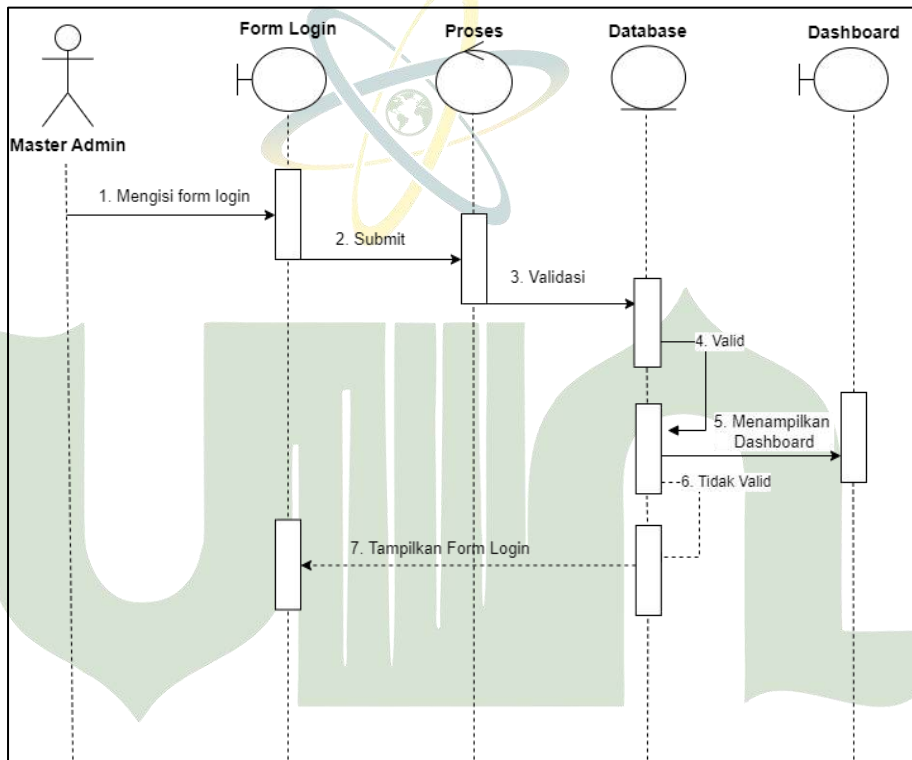 Form Login
Proses
Database
Dashboard
Master Admin
1. Mengisi form login
2. Submit
3. Validasi
4. Valid
5. Menampilkan
Dashboard
6. Tidak Valid
7. Tampilkan Form Login